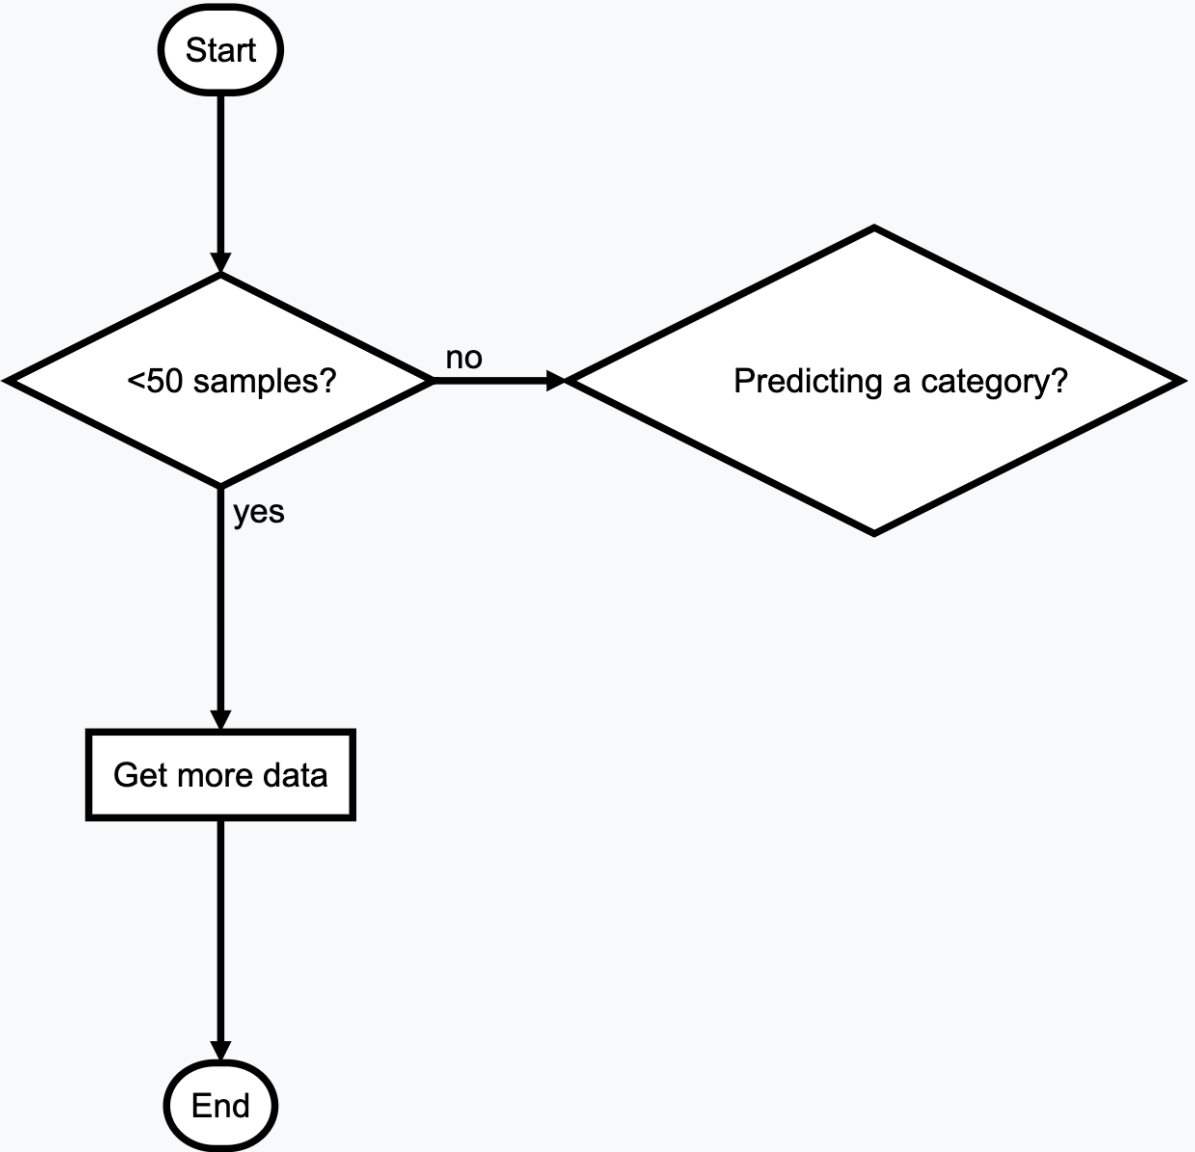 Start
<50 samples?
no
Predicting a category?
yes
Get more data
End